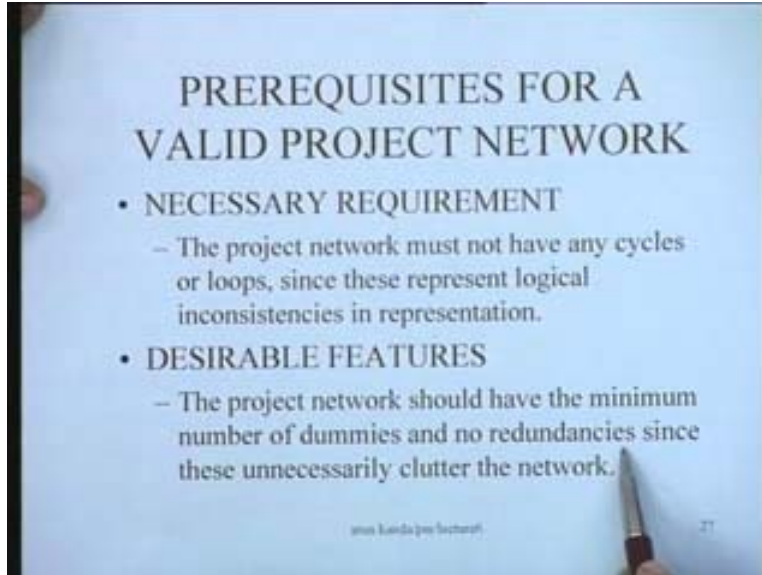 PREREQUISITES FOR A
VALID PROJECT NETWORK
• NECESSARY REQUIREMENT
– The project network must not have any cycles
or loops, since these represent logical
inconsistencies in representation.
• DESIRABLE FEATURES
– The project network should have the minimum
number of dummies and no redundancies since
these unnecessarily clutter the network.
27